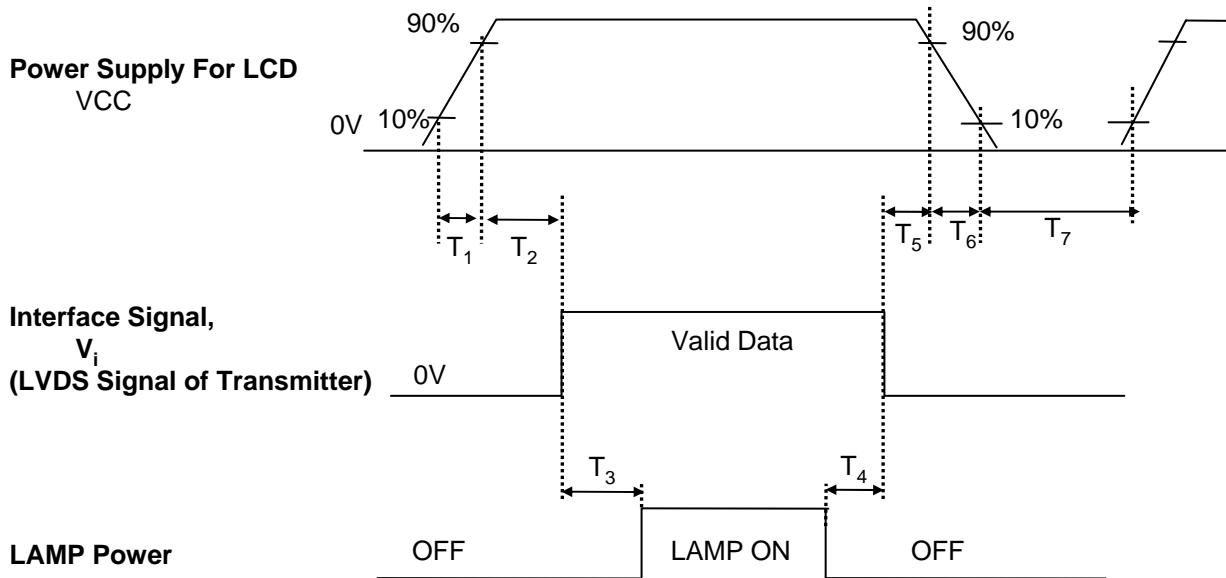 90%
90%
Power Supply For LCD
VCC
0V
10%
10%
T1
T2
T5
T6
T7
Interface Signal,
Vi
(LVDS Signal of Transmitter)
0V
Valid Data
T3
T4
LAMP Power
OFF
LAMP ON
OFF